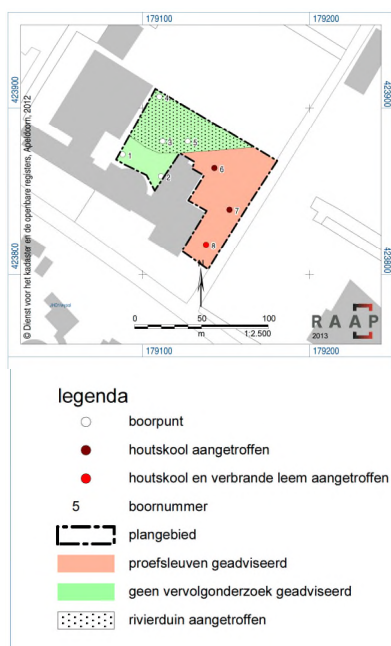 179100
179200
423900
423900
© Dienst voor het kadaster en de openbare registers, Apeldoorn, 2012
4
3
5
1
2
6
7
8
423800
423800
0 50 100
m 1:2.500
RAAP
2013
179100
179200
legenda
boorpunt
houtskool aangetroffen
houtskool en verbrande leem aangetroffen
5 boornummer
plangebied
proefsleuven geadviseerd
geen vervolgonderzoek geadviseerd
rivierduin aangetroffen